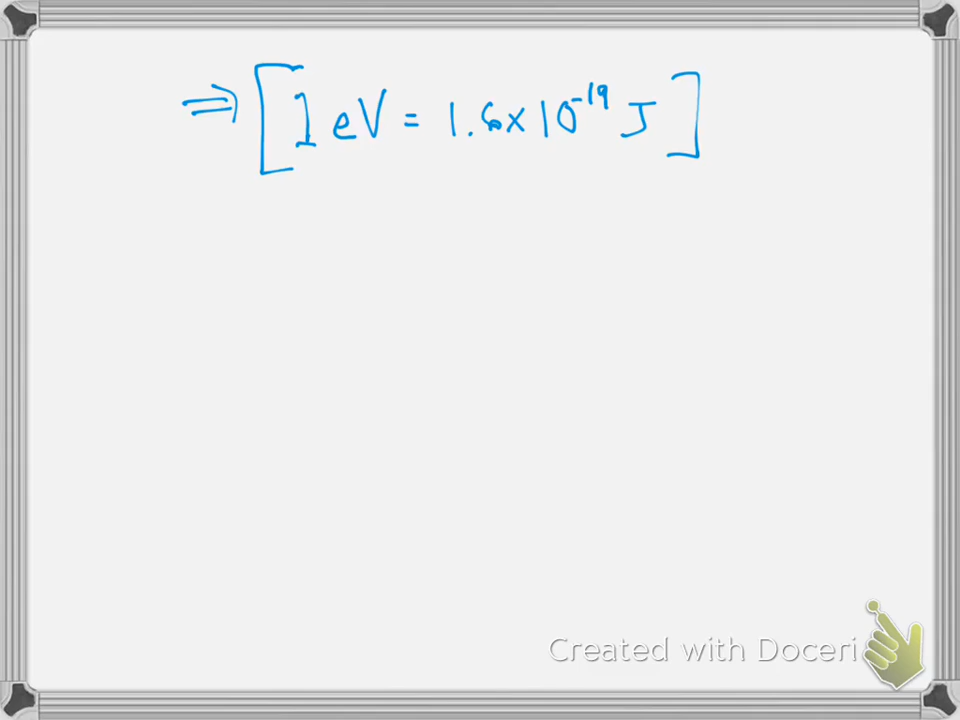 ⇒ [1 eV = 1.6 x 10⁻¹⁹ J]
Created with Doceri